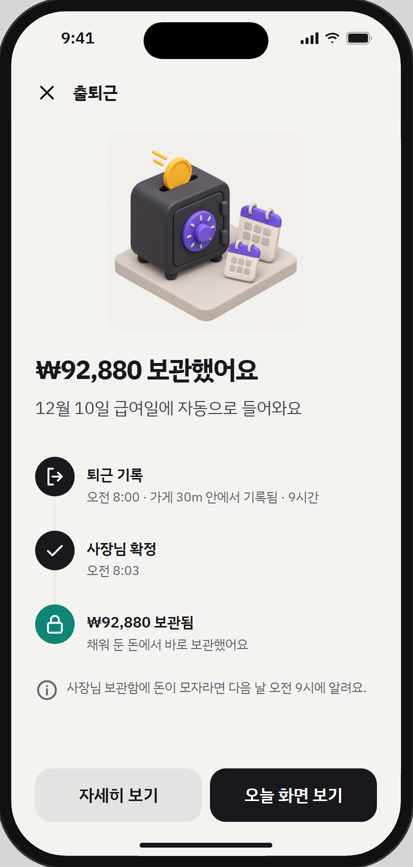 9:41
출퇴근
₩92,880 보관했어요
12월 10일 급여일에 자동으로 들어와요
퇴근 기록
오전 8:00 · 가게 30m 안에서 기록됨 · 9시간
사장님 확정
오전 8:03
₩92,880 보관됨
채워 둔 돈에서 바로 보관했어요
사장님 보관함에 돈이 모자라면 다음 날 오전 9시에 알려요.
자세히 보기
오늘 화면 보기